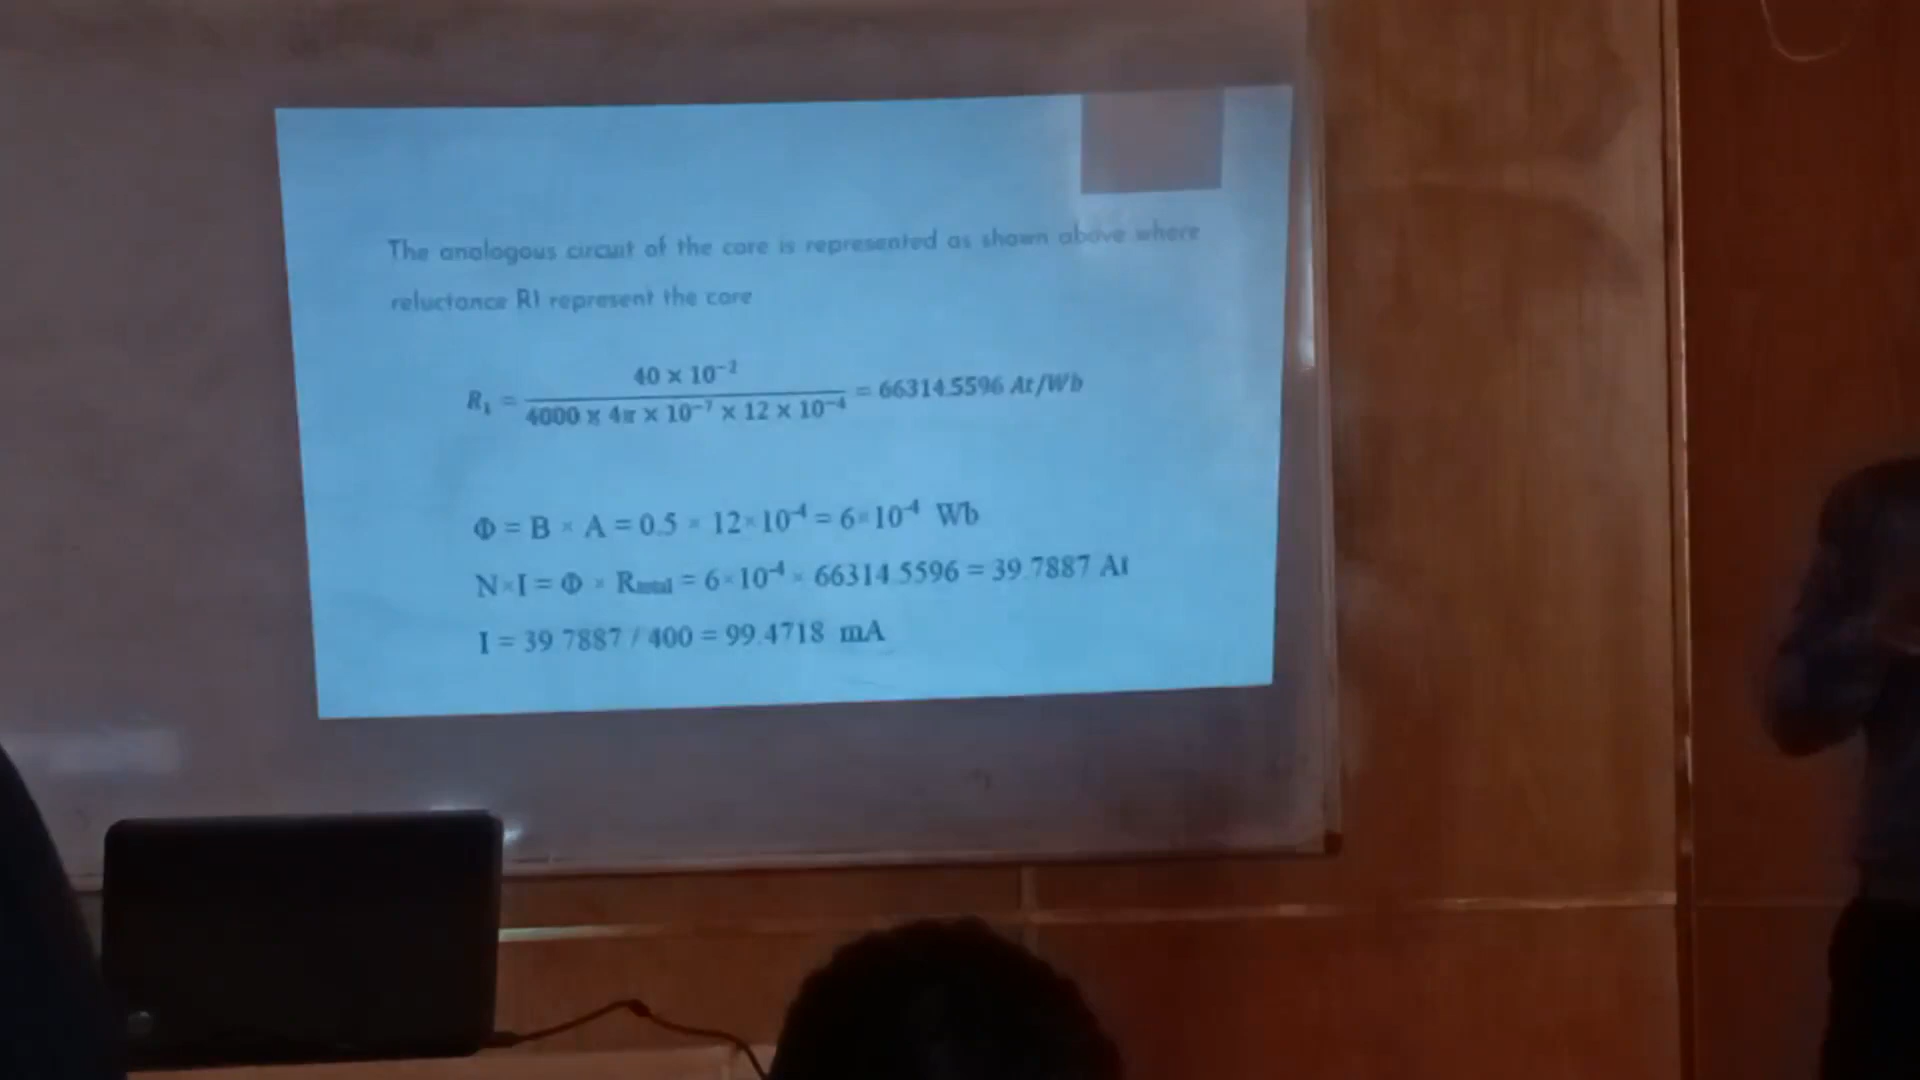 The analogous circuit of the core is represented as shown above where
reluctance R1 represent the core
R₁ = 40 × 10⁻² / 4000 × 4π × 10⁻⁷ × 12 × 10⁻⁴ = 66314.5596 At/Wb
Φ = B × A = 0.5 × 12×10⁻⁴ = 6×10⁻⁴ Wb
N×I = Φ × Rtotal = 6×10⁻⁴ × 66314.5596 = 39.7887 At
I = 39.7887 / 400 = 99.4718 mA